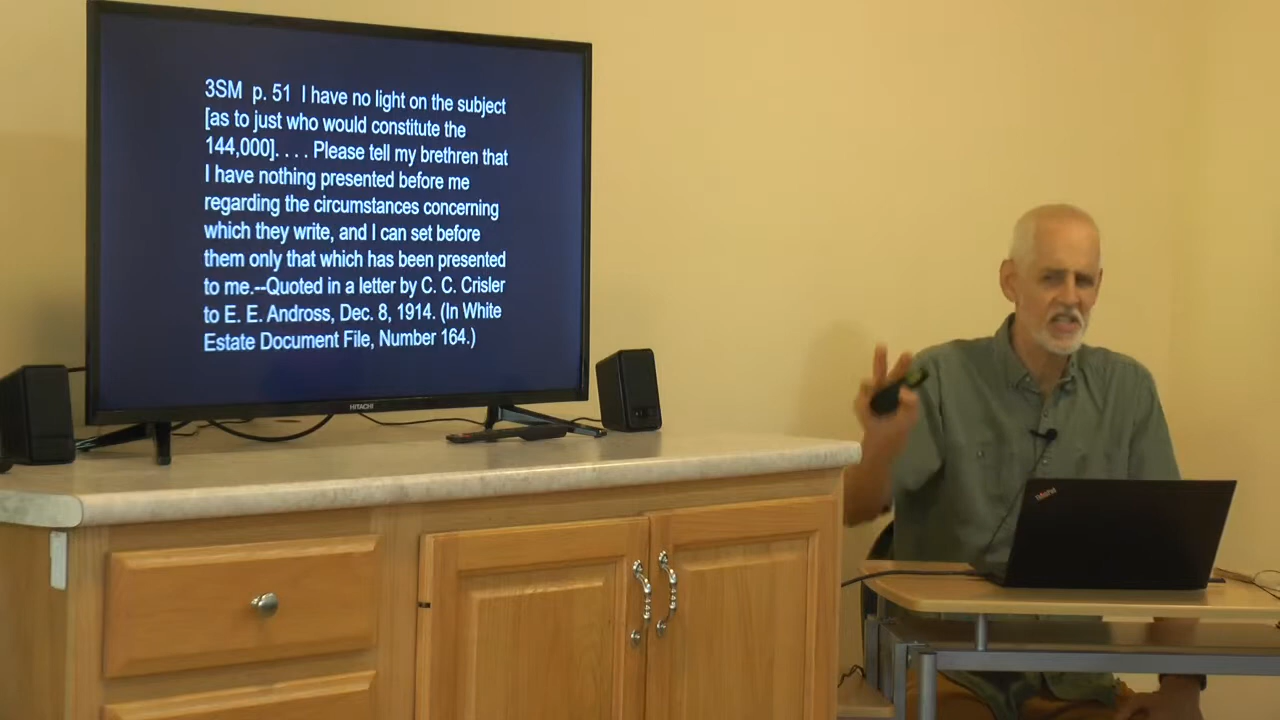 3SM p. 51 I have no light on the subject
[as to just who would constitute the
144,000]. . . . Please tell my brethren that
I have nothing presented before me
regarding the circumstances concerning
which they write, and I can set before
them only that which has been presented
to me.--Quoted in a letter by C. C. Crisler
to E. E. Andross, Dec. 8, 1914. (In White
Estate Document File, Number 164.)
HITACHI
ThinkPad